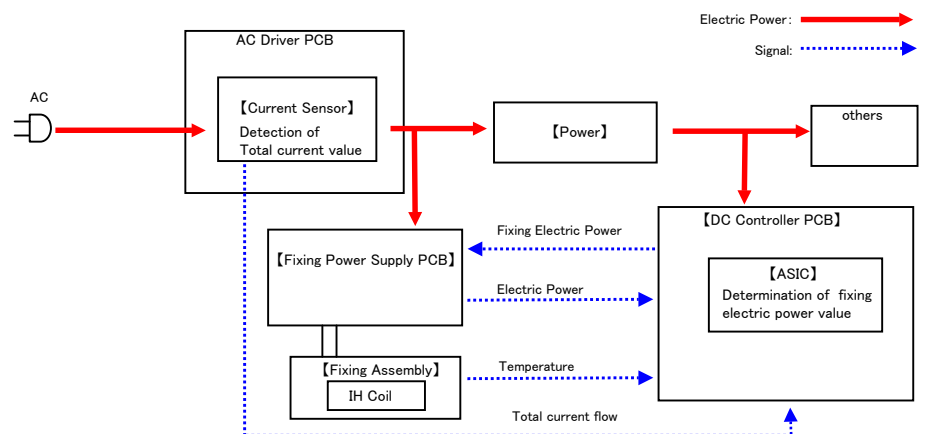 Electric Power:
Signal:
AC Driver PCB
AC
【Current Sensor】
Detection of
Total current value
【Power】
others
【DC Controller PCB】
Fixing Electric Power
【Fixing Power Supply PCB】
【ASIC】
Determination of fixing
electric power value
Electric Power
【Fixing Assembly】
Temperature
IH Coil
Total current flow